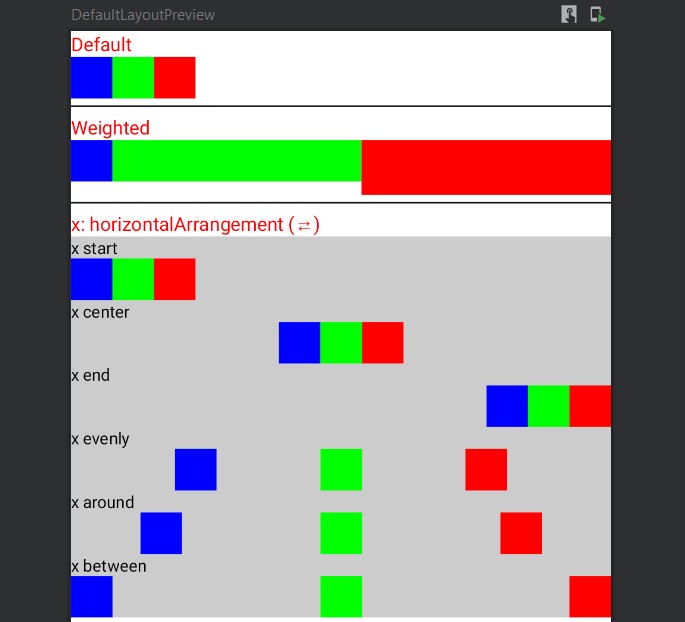 DefaultLayoutPreview
Default
Weighted
x: horizontalArrangement (⇄)
x start
x center
x end
x evenly
x around
x between